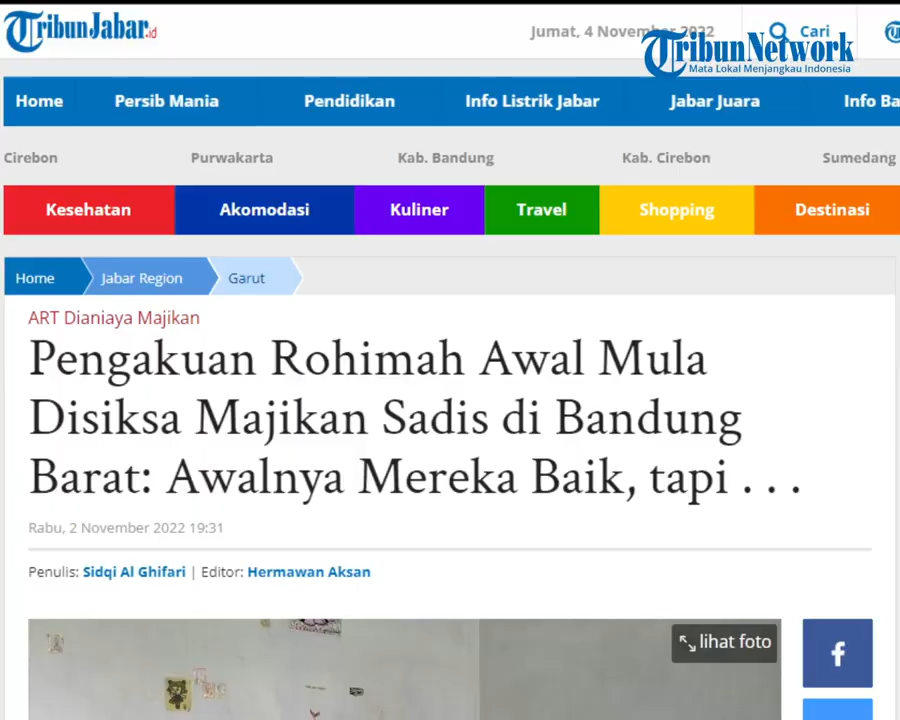 TribunJabar.id
Jumat, 4 November 2022
Cari
TribunNetwork
Mata Lokal Menjangkau Indonesia
Home Persib Mania Pendidikan Info Listrik Jabar Jabar Juara Info Ba
Cirebon Purwakarta Kab. Bandung Kab. Cirebon Sumedang
Kesehatan Akomodasi Kuliner Travel Shopping Destinasi
Home Jabar Region Garut
ART Dianiaya Majikan
Pengakuan Rohimah Awal Mula
Disiksa Majikan Sadis di Bandung
Barat: Awalnya Mereka Baik, tapi . . .
Rabu, 2 November 2022 19:31
Penulis: Sidqi Al Ghifari | Editor: Hermawan Aksan
lihat foto
f